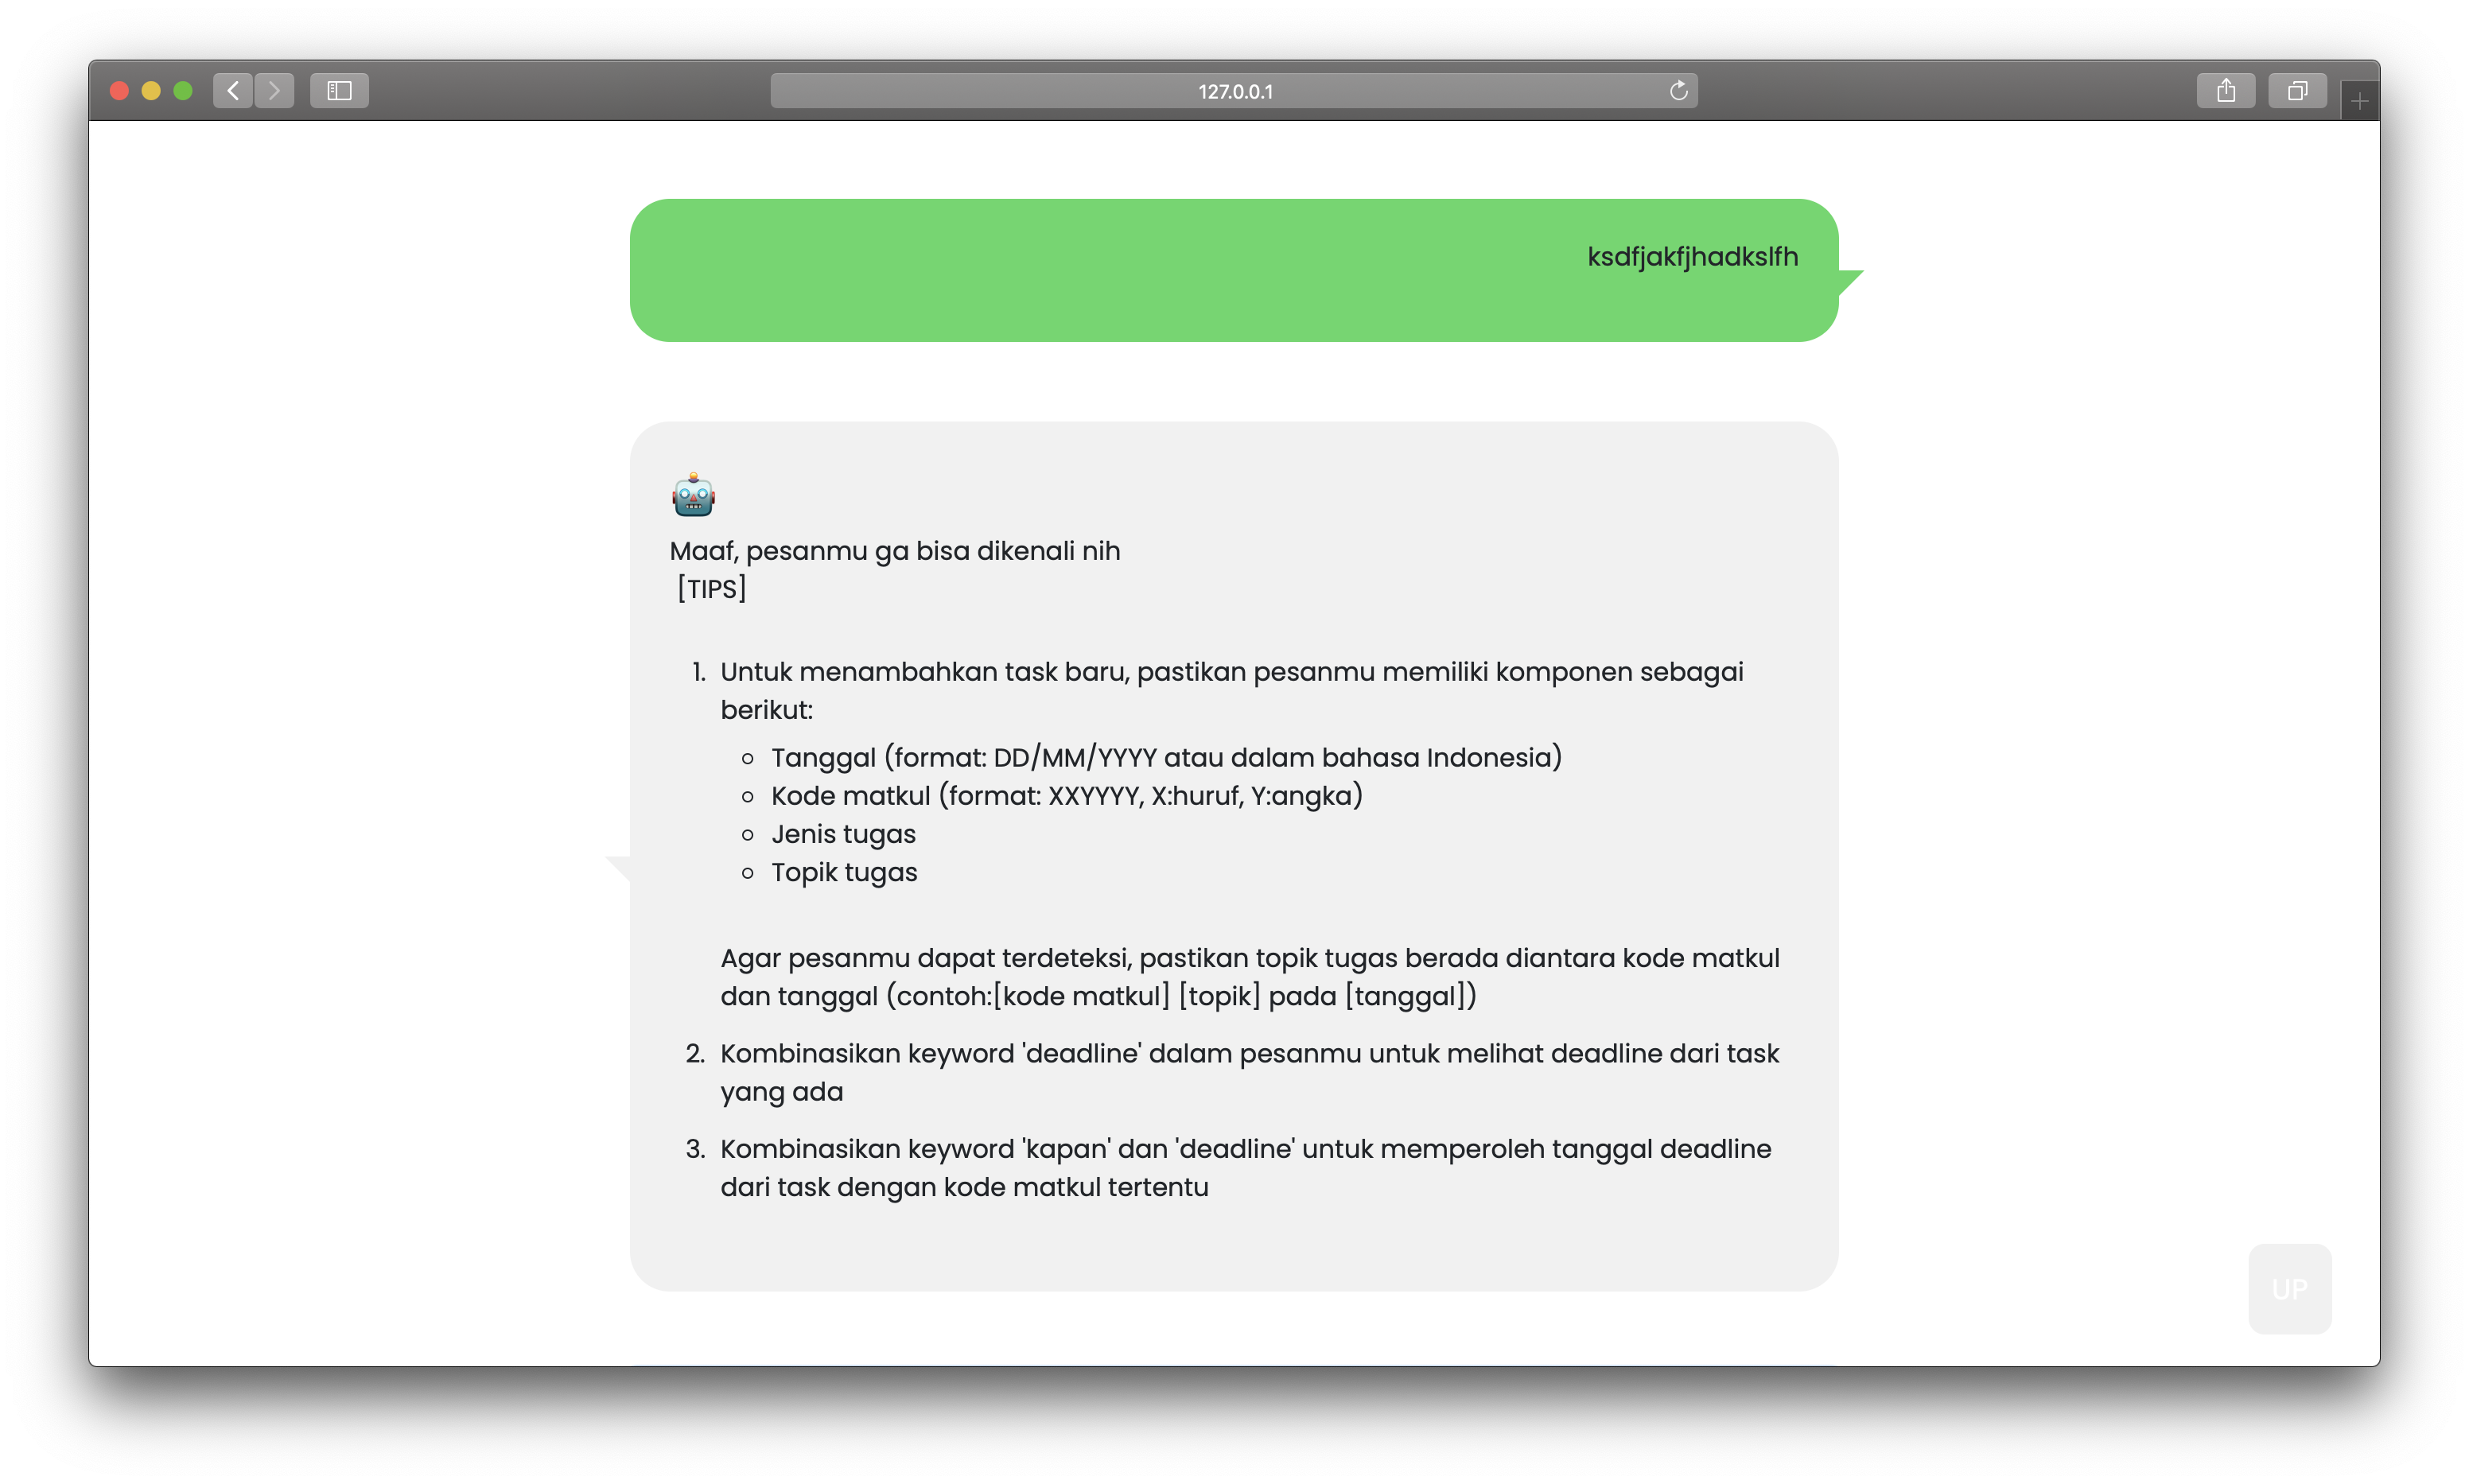 127.0.0.1
ksdfjakfjhadkslfh
Maaf, pesanmu ga bisa dikenali nih
[TIPS]
1. Untuk menambahkan task baru, pastikan pesanmu memiliki komponen sebagai
berikut:
Tanggal (format: DD/MM/YYYY atau dalam bahasa Indonesia)
Kode matkul (format: XXYYYY, X:huruf, Y:angka)
Jenis tugas
Topik tugas
Agar pesanmu dapat terdeteksi, pastikan topik tugas berada diantara kode matkul
dan tanggal (contoh:[kode matkul] [topik] pada [tanggal])
2. Kombinasikan keyword 'deadline' dalam pesanmu untuk melihat deadline dari task
yang ada
3. Kombinasikan keyword 'kapan' dan 'deadline' untuk memperoleh tanggal deadline
dari task dengan kode matkul tertentu
UP